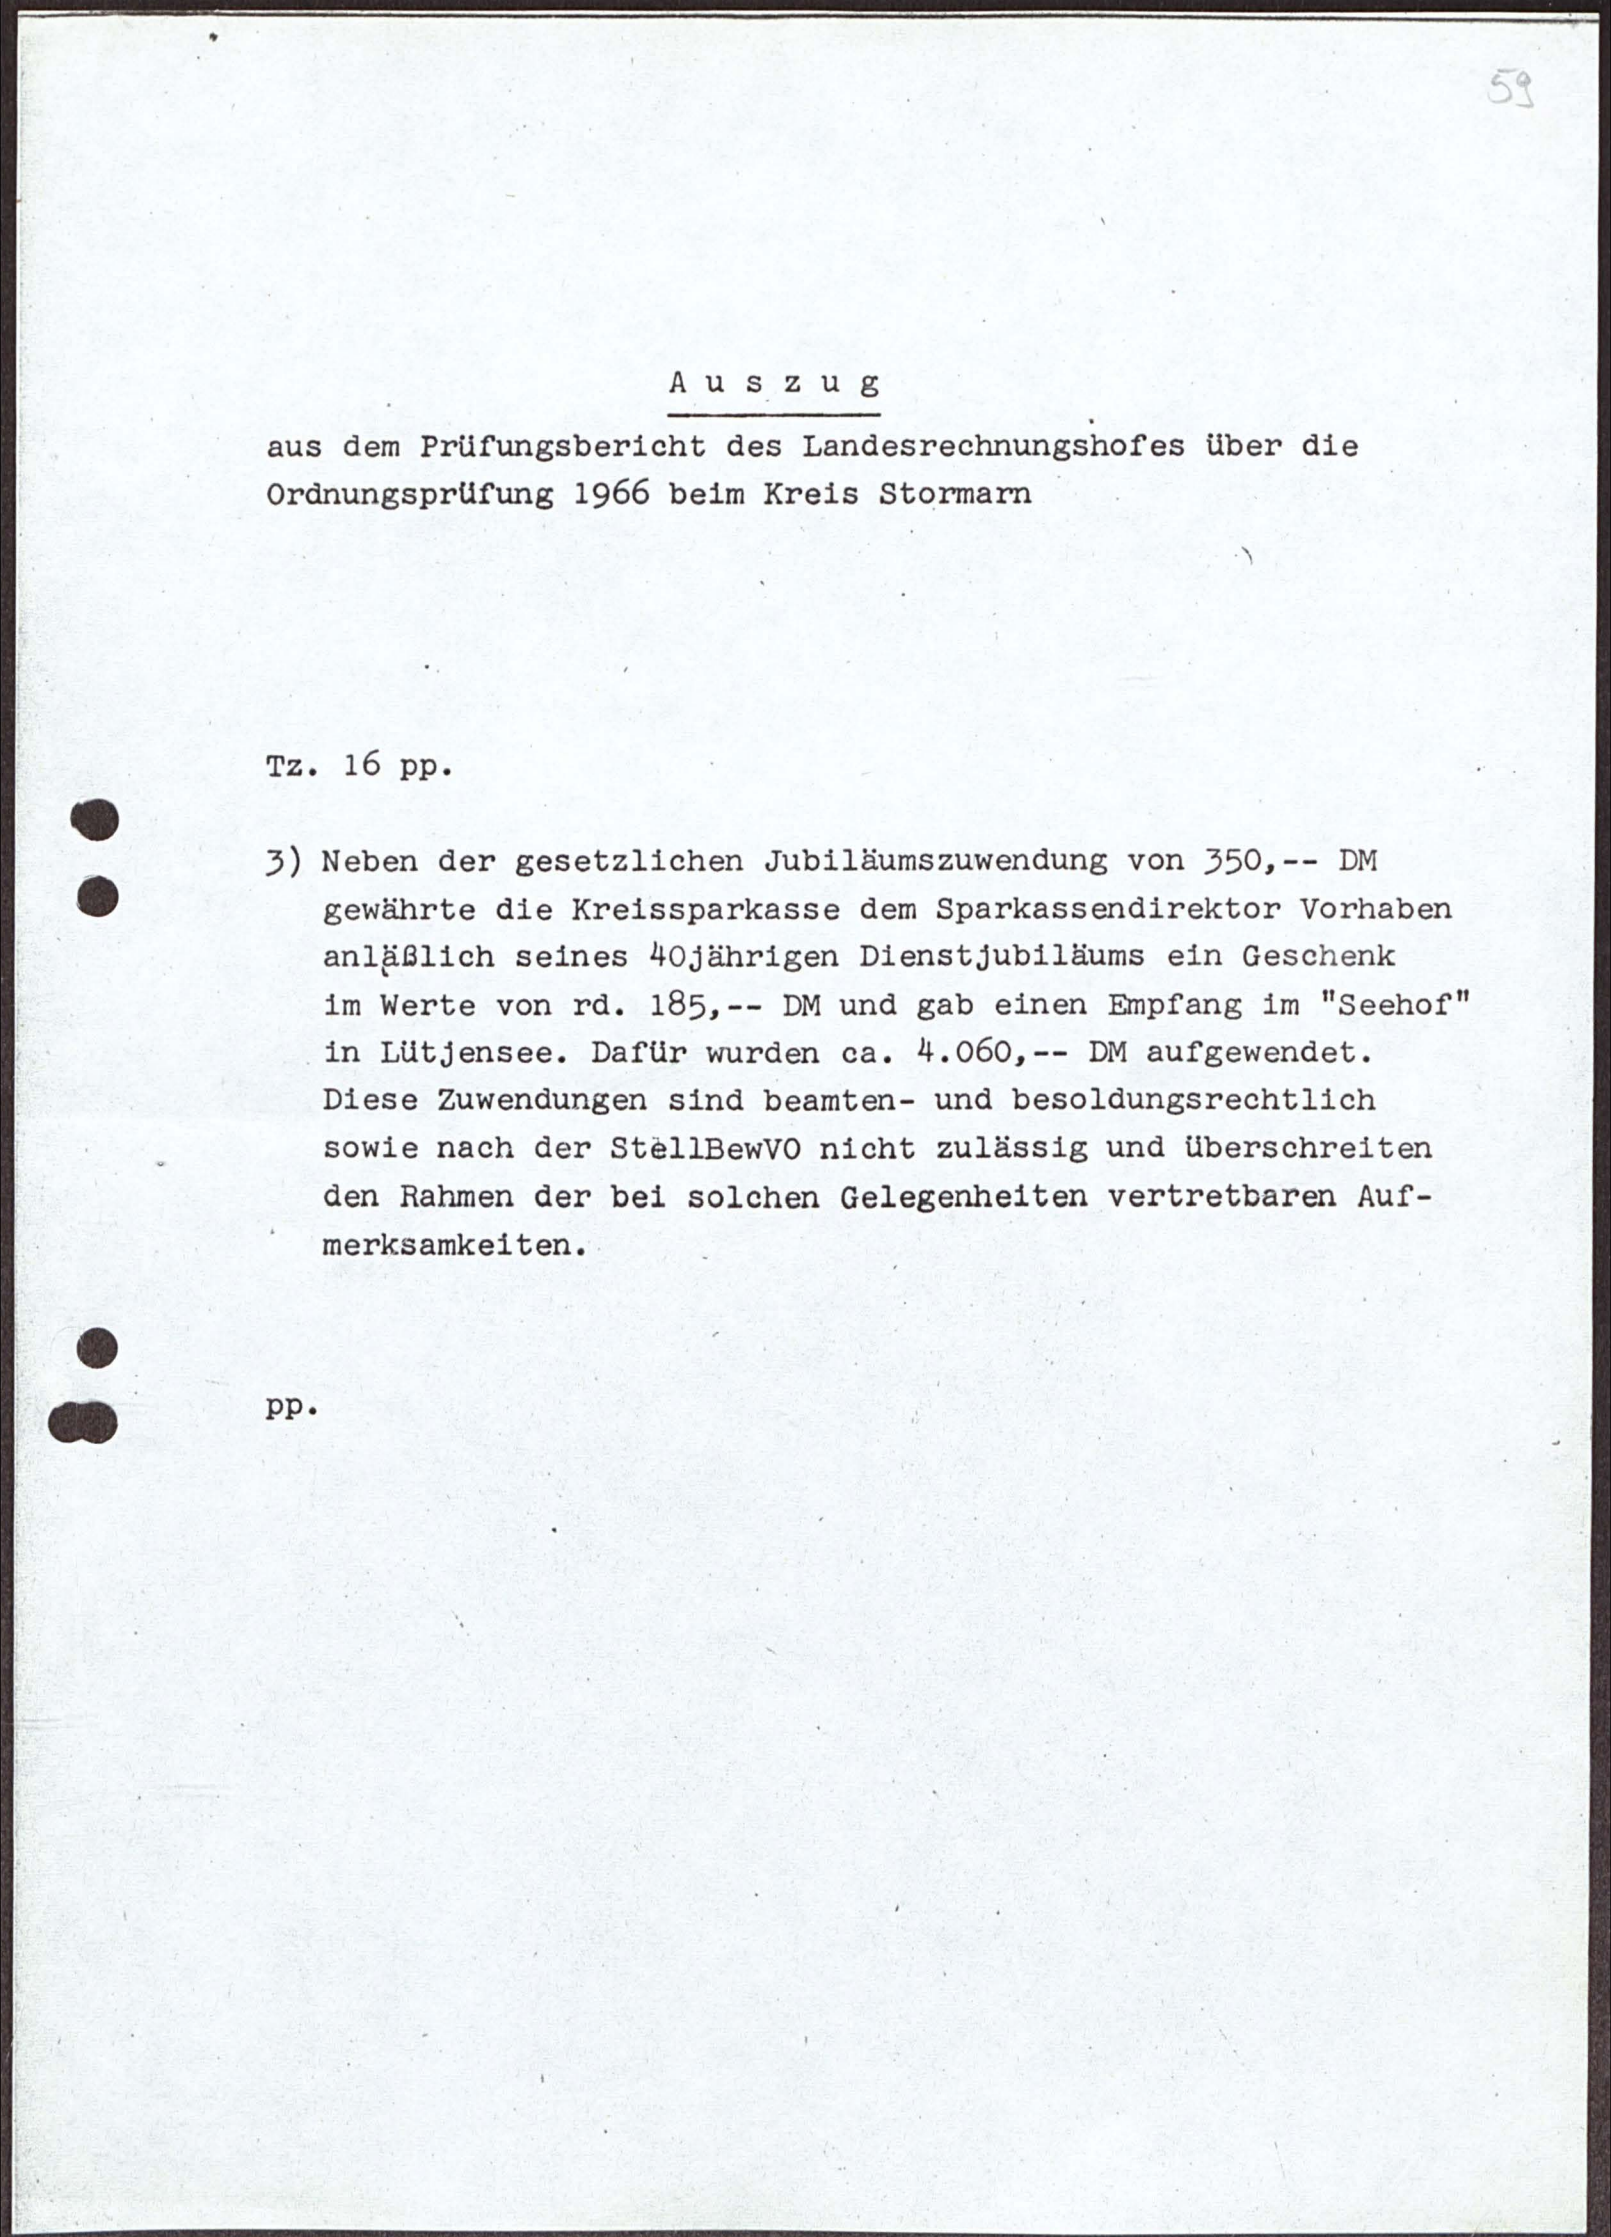 59
A u s z u g
aus dem Prüfungsbericht des Landesrechnungshofes über die
Ordnungsprüfung 1966 beim Kreis Stormarn
Tz. 16 pp.
3) Neben der gesetzlichen Jubiläumszuwendung von 350,-- DM
gewährte die Kreissparkasse dem Sparkassendirektor Vorhaben
anläßlich seines 40jährigen Dienstjubiläums ein Geschenk
im Werte von rd. 185,-- DM und gab einen Empfang im "Seehof"
in Lütjensee. Dafür wurden ca. 4.060,-- DM aufgewendet.
Diese Zuwendungen sind beamten- und besoldungsrechtlich
sowie nach der StellBewVO nicht zulässig und überschreiten
den Rahmen der bei solchen Gelegenheiten vertretbaren Auf-
merksamkeiten.
pp.